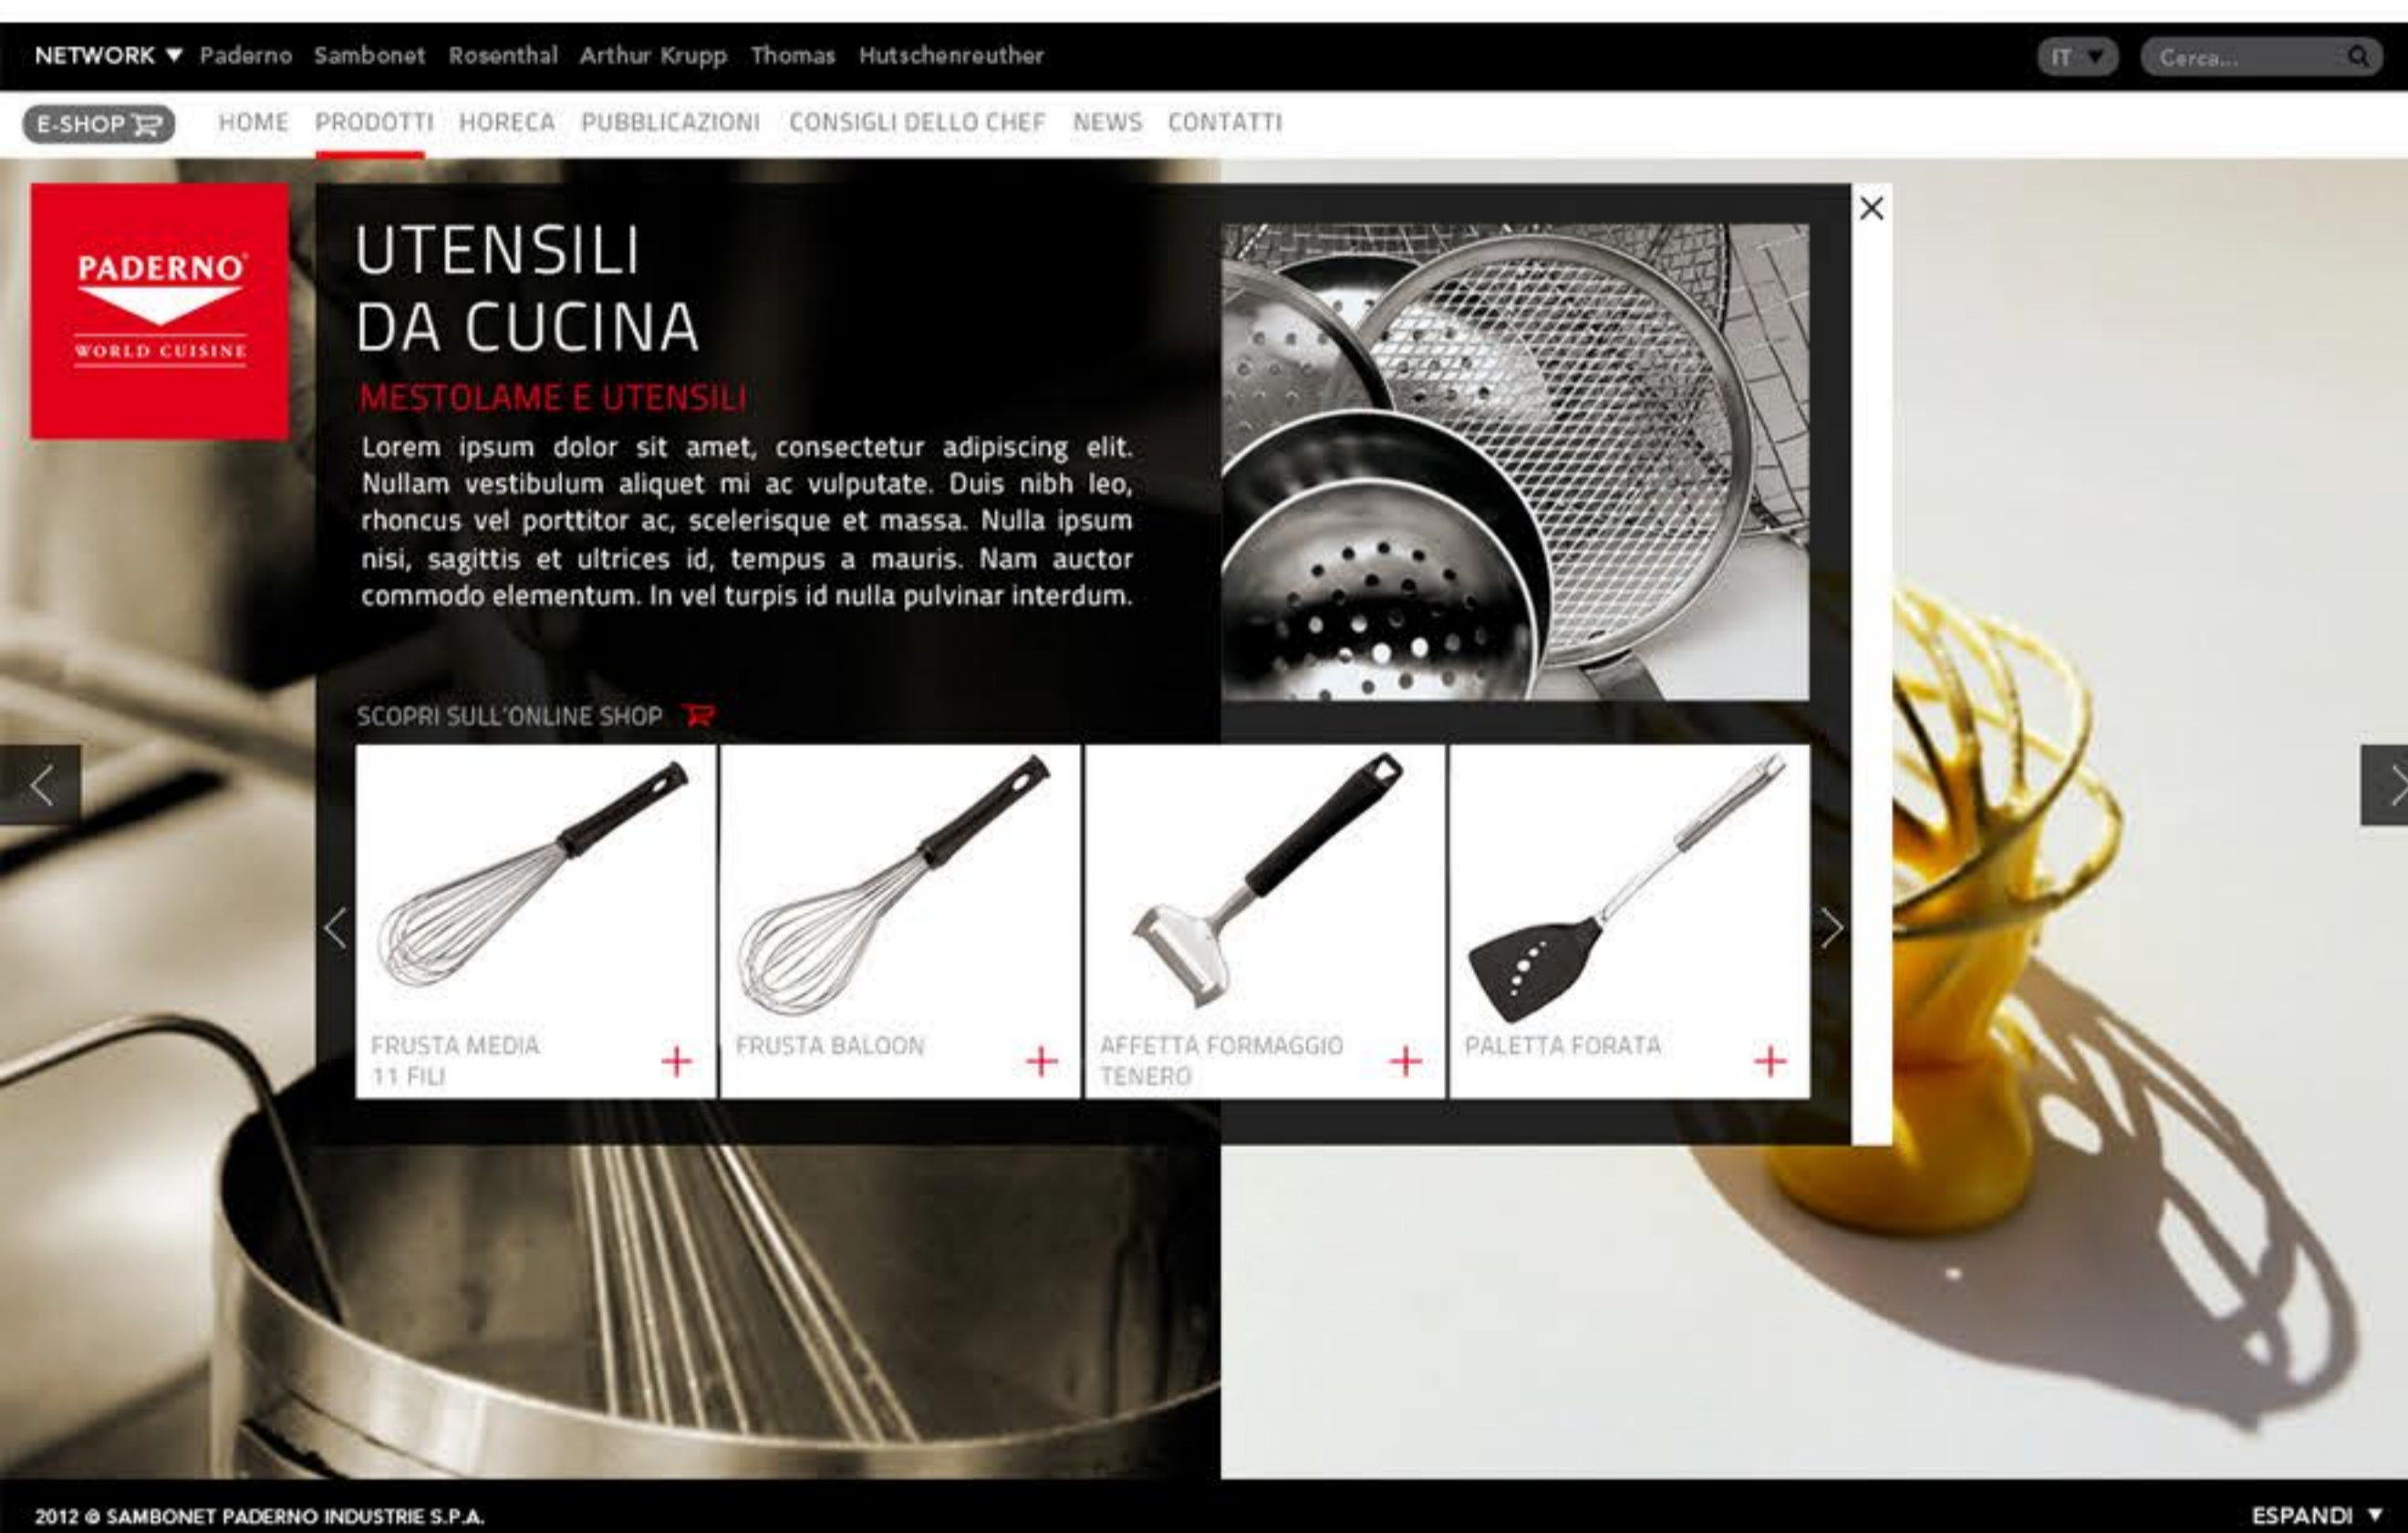 NETWORK ▼ Paderno Sambonet Rosenthal Arthur Krupp Thomas Hutschenreuther
IT ▼ Cerca...
E-SHOP HOME PRODOTTI HORECA PUBBLICAZIONI CONSIGLI DELLO CHEF NEWS CONTATTI
PADERNO®
WORLD CUISINE
UTENSILI
DA CUCINA
MESTOLAME E UTENSILI
Lorem ipsum dolor sit amet, consectetur adipiscing elit.
Nullam vestibulum aliquet mi ac vulputate. Duis nibh leo,
rhoncus vel porttitor ac, scelerisque et massa. Nulla ipsum
nisi, sagittis et ultrices id, tempus a mauris. Nam auctor
commodo elementum. In vel turpis id nulla pulvinar interdum.
SCOPRI SULL'ONLINE SHOP
FRUSTA MEDIA
11 FILI
FRUSTA BALOON
AFFETTA FORMAGGIO
TENERO
PALETTA FORATA
2012 © SAMBONET PADERNO INDUSTRIE S.P.A.
ESPANDI ▼